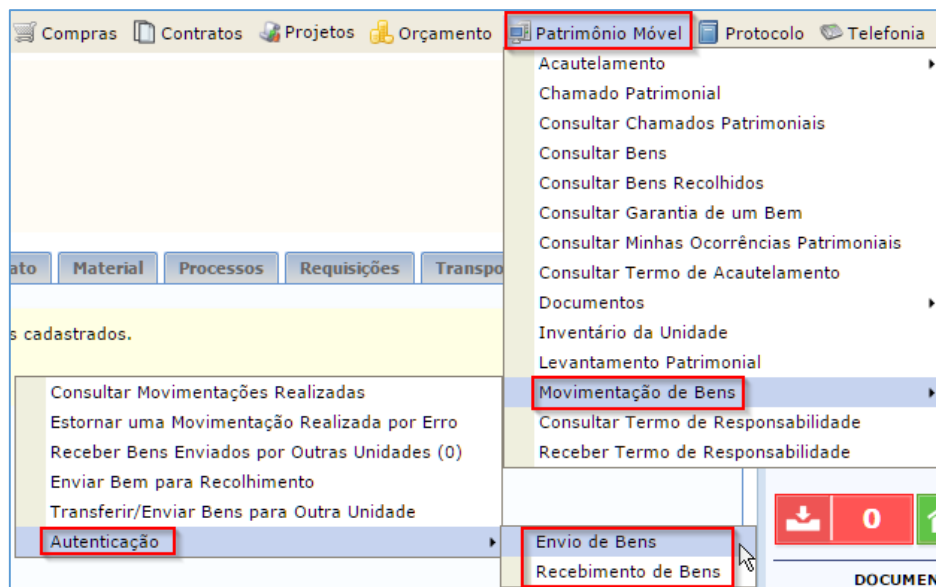 Compras Contratos Projetos Orçamento Patrimônio Móvel Protocolo Telefonia
Acautelamento
Chamado Patrimonial
Consultar Chamados Patrimoniais
Consultar Bens
Consultar Bens Recolhidos
Consultar Garantia de um Bem
Consultar Minhas Ocorrências Patrimoniais
Consultar Termo de Acautelamento
Documentos
Inventário da Unidade
Levantamento Patrimonial
Movimentação de Bens
Consultar Termo de Responsabilidade
Receber Termo de Responsabilidade
ato Material Processos Requisições Transpo
s cadastrados.
Consultar Movimentações Realizadas
Estornar uma Movimentação Realizada por Erro
Receber Bens Enviados por Outras Unidades (0)
Enviar Bem para Recolhimento
Transferir/Enviar Bens para Outra Unidade
Autenticação
Envio de Bens
Recebimento de Bens
0
DOCUMEN